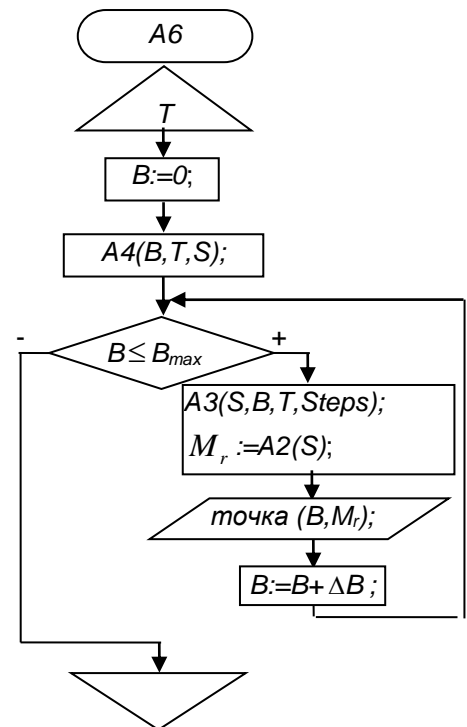 A6
T
B:=0;
A4(B,T,S);
- B≤ Bmax +
A3(S,B,T,Steps);
Mr :=A2(S);
точка (B,Mr);
B:=B+ ΔB ;